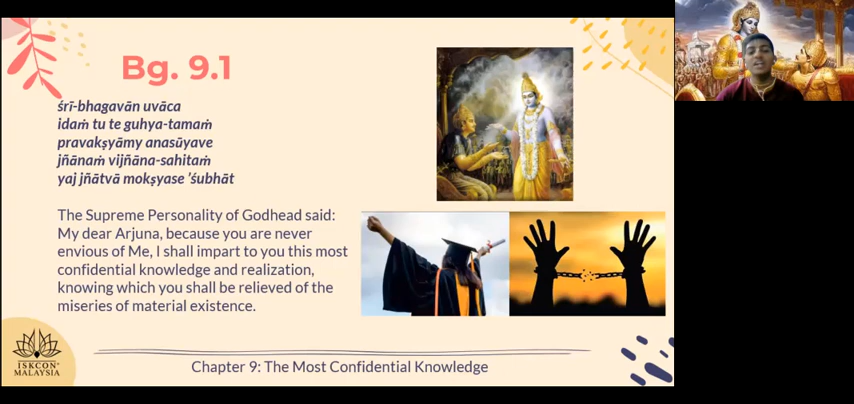 Bg. 9.1
śrī-bhagavān uvāca
idaṁ tu te guhya-tamaṁ
pravakṣyāmy anasūyave
jñānaṁ vijñāna-sahitaṁ
yaj jñātvā mokṣyase 'śubhāt
The Supreme Personality of Godhead said:
My dear Arjuna, because you are never
envious of Me, I shall impart to you this most
confidential knowledge and realization,
knowing which you shall be relieved of the
miseries of material existence.
ISKCON
MALAYSIA
Chapter 9: The Most Confidential Knowledge